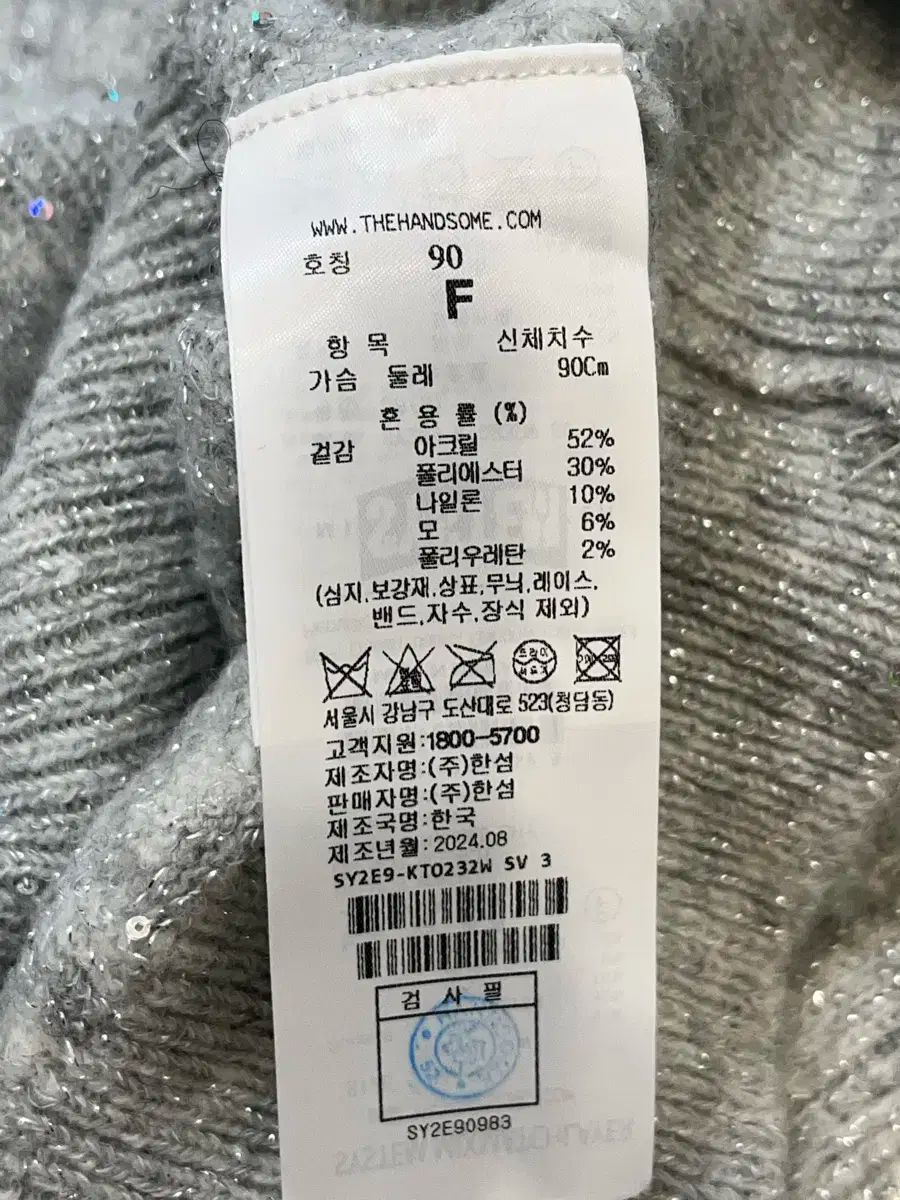 WWW.THEHANDSOME.COM
호칭 90
F
항 목 신체치수
가슴 둘레 90Cm
혼 용 률 (%)
겉감 아크릴 52%
폴리에스터 30%
나일론 10%
모 6%
폴리우레탄 2%
(심지,보강재,상표,무늬,레이스,
밴드,자수,장식 제외)
서울시 강남구 도산대로 523(청담동)
고객지원:1800-5700
제조자명:(주)한섬
판매자명:(주)한섬
제조국명:한국
제조년월:2024.08
SY2E9-KTO232W SV 3
검 사 필
SY2E90983